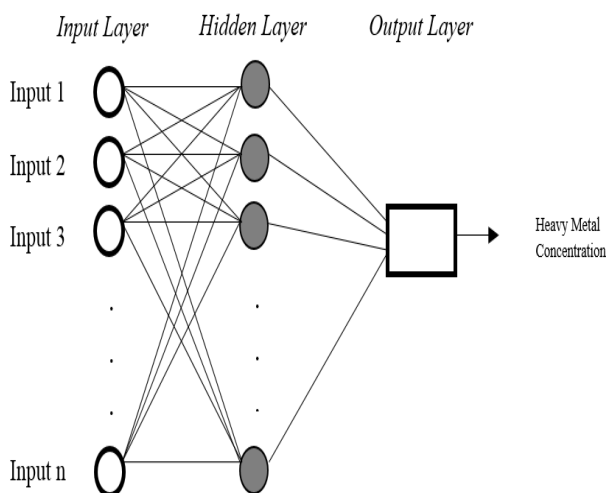 Input Layer
Hidden Layer
Output Layer
Input 1
Input 2
Input 3
Input n
Heavy Metal
Concentration